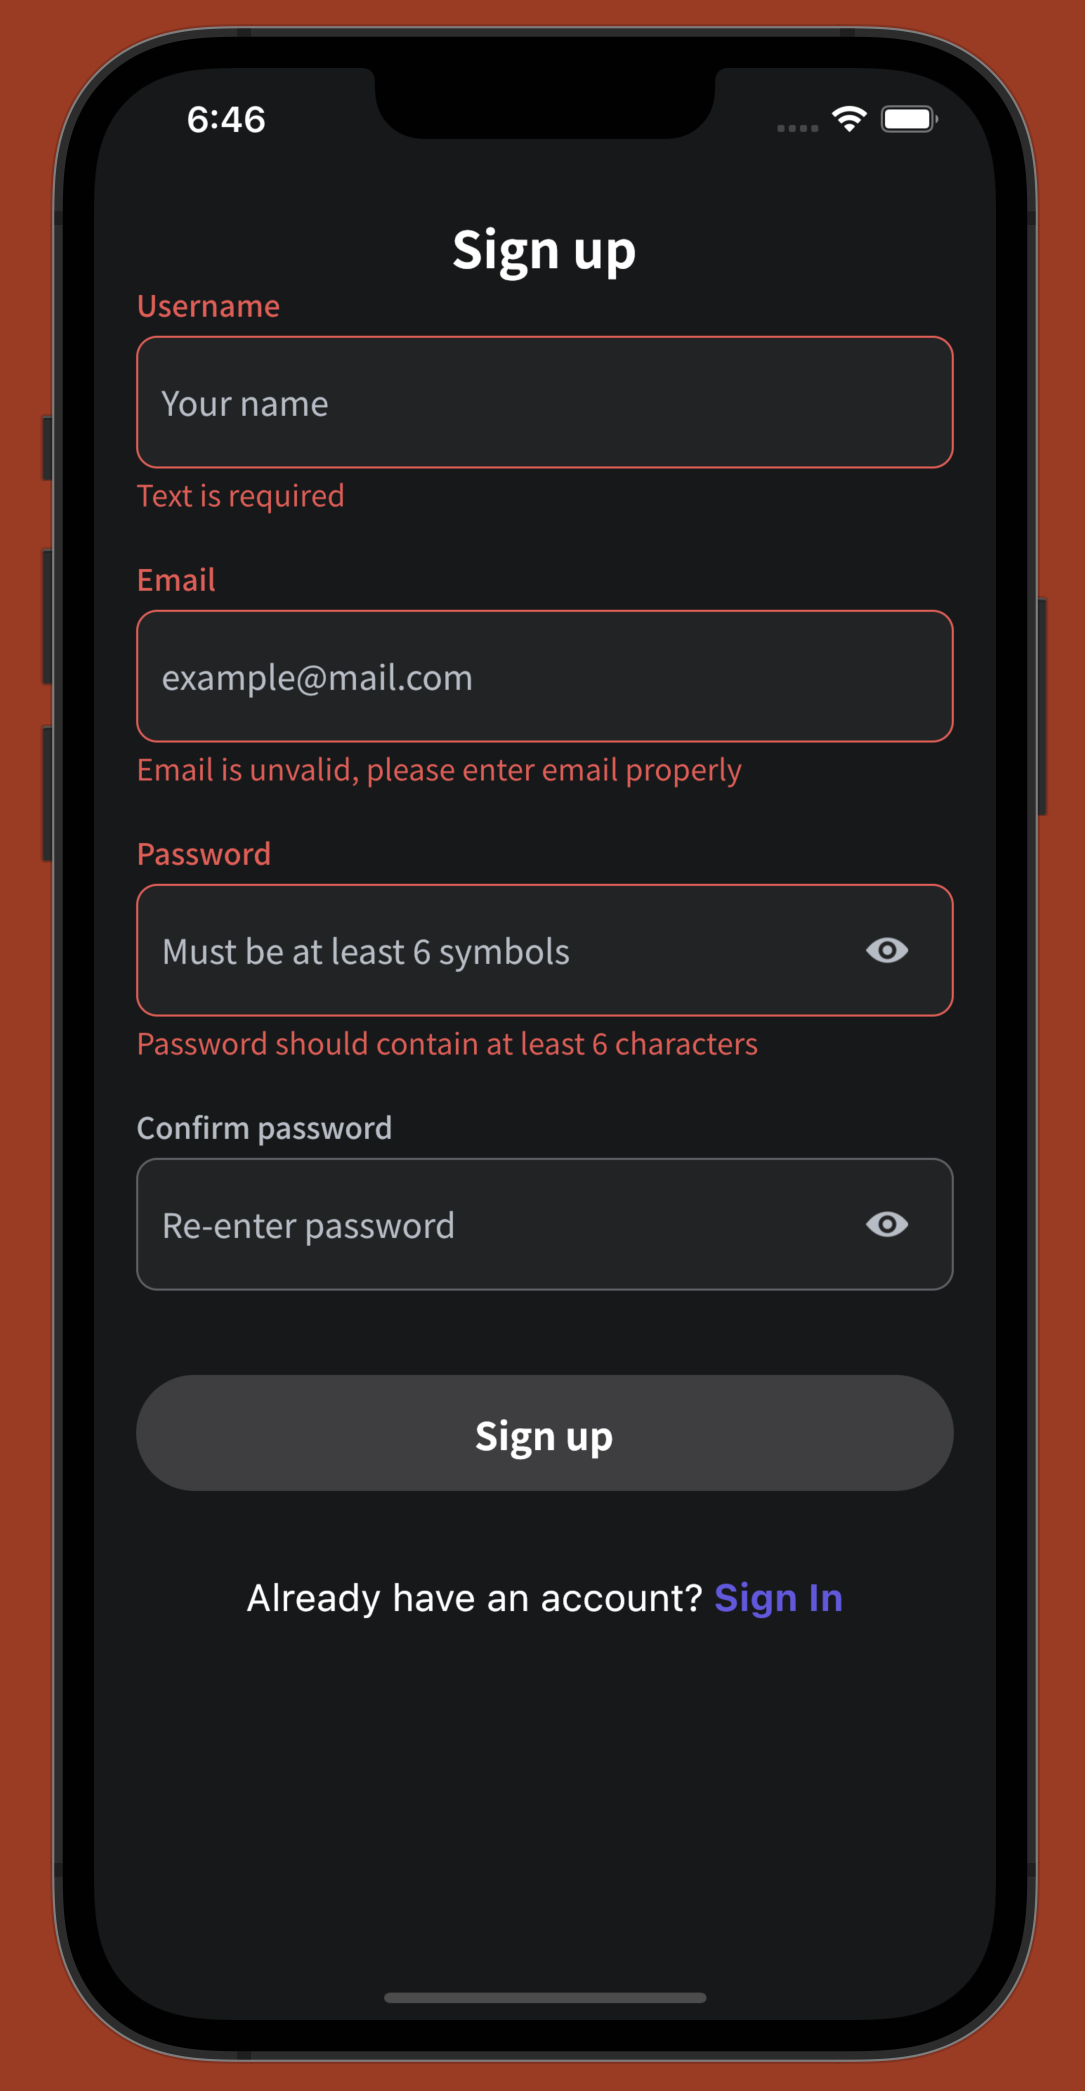 6:46
Sign up
Username
Your name
Text is required
Email
example@mail.com
Email is unvalid, please enter email properly
Password
Must be at least 6 symbols
Password should contain at least 6 characters
Confirm password
Re-enter password
Sign up
Already have an account? Sign In